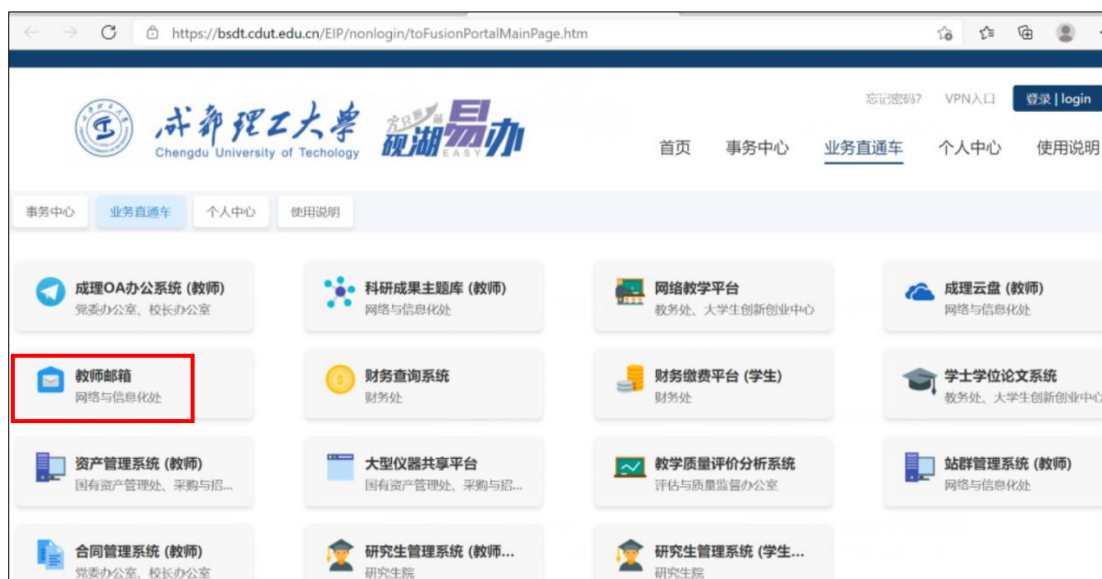 https://bsdt.cdut.edu.cn/EIP/nonlogin/toFusionPortalMainPage.htm
忘记密码? VPN入口 登录 | login
成都理工大学
Chengdu University of Techology
砚湖易办
EASY
首页 事务中心 业务直通车 个人中心 使用说明
事务中心 业务直通车 个人中心 使用说明
成理OA办公系统 (教师) 科研成果主题库 (教师) 网络教学平台 成理云盘 (教师)
党委办公室、校长办公室 网络与信息化处 教务处、大学生创新创业中心 网络与信息化处
教师邮箱 财务查询系统 财务缴费平台 (学生) 学士学位论文系统
网络与信息化处 财务处 财务处 教务处、大学生创新创业中心
资产管理系统 (教师) 大型仪器共享平台 教学质量评价分析系统 站群管理系统 (教师)
国有资产管理处、采购与招... 国有资产管理处、采购与招... 评估与质量监督办公室 网络与信息化处
合同管理系统 (教师) 研究生管理系统 (教师... 研究生管理系统 (学生...
党委办公室、校长办公室 研究生院 研究生院